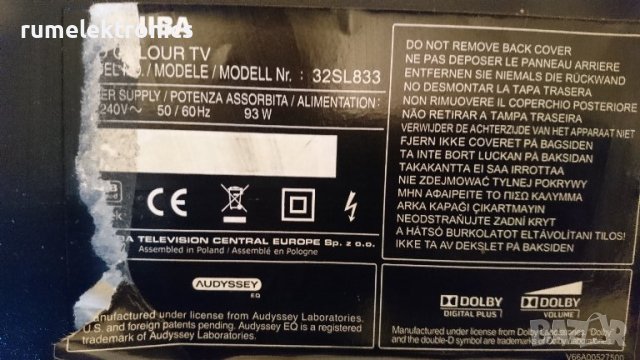 rumelektronics
IBA
COLOUR TV
/ MODELE / MODELL Nr. : 32SL833
ER SUPPLY / POTENZA ASSORBITA / ALIMENTATION :
240V~ 50 / 60Hz 93 W
CE
TELEVISION CENTRAL EUROPE Sp. z o.o.
Assembled in Poland / Assemblé en Pologne
AUDYSSEY
EQ
anufactured under license from Audyssey Laboratories.
U.S. and foreign patents pending. Audyssey EQ is a registered
trademark of Audyssey Laboratories.
DO NOT REMOVE BACK COVER
NE PAS DEPOSER LE PANNEAU ARRIERE
ENTFERNEN SIE NIEMALS DIE RÜCKWAND
NO DESMONTAR LA TAPA TRASERA
NON RIMUOVERE IL COPERCHIO POSTERIORE
NÃO RETIRAR A TAMPA TRASEIRA
VERWIJDER DE ACHTERZIJDE VAN HET APPARAAT NIET
FJERN IKKE COVERET PÅ BAGSIDEN
TA INTE BORT LUCKAN PÅ BAKSIDAN
TAKAKANTTA EI SAA IRROTTAA
NIE ZDEJMOWAĆ TYLNEJ POKRYWY
ΜΗΝ ΑΦΑΙΡΕΙΤΕ ΤΟ ΠΙΣΩ ΚΑΛΥΜΜΑ
ARKA KAPAĞI ÇIKARTMAYIN
NEODSTRAŇUJTE ZADNÍ KRYT
A HÁTSÓ BURKOLATOT ELTÁVOLÍTANI TILOS!
IKKE TA AV DEKSLET PÅ BAKSIDEN
DOLBY
DIGITAL PLUS
DOLBY
VOLUME
Manufactured under license from Dolby Laboratories. Dolby
and the double-D symbol are trademarks of Dolby Laboratories.
V66A00527500
BAZAR